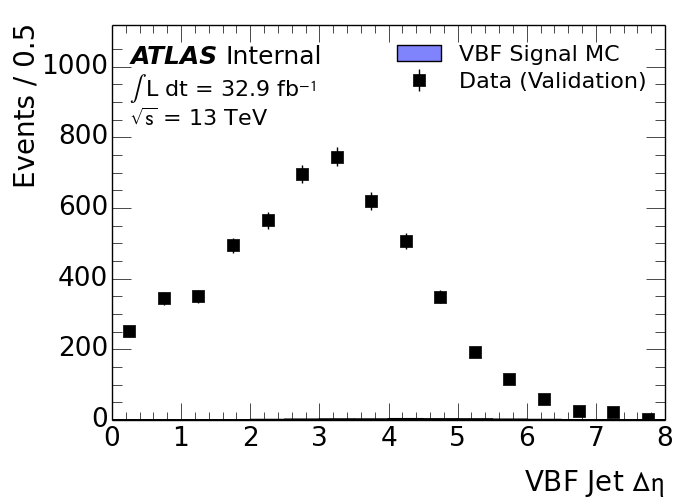 Events / 0.5
ATLAS Internal
∫L dt = 32.9 fb⁻¹
√s = 13 TeV
VBF Signal MC
Data (Validation)
1000
800
600
400
200
0
0 1 2 3 4 5 6 7 8
VBF Jet Δη